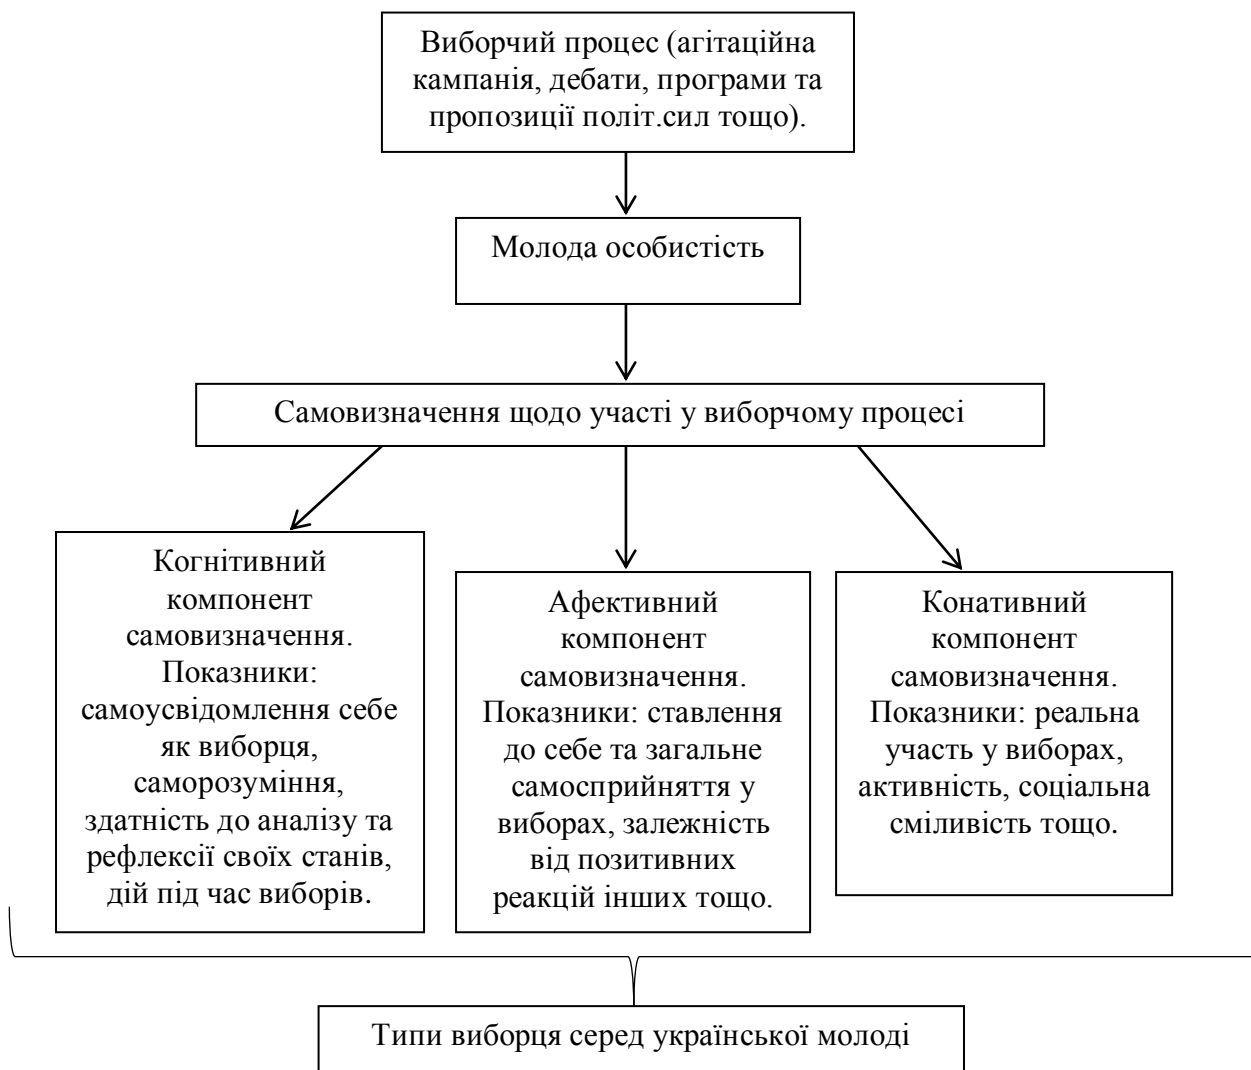 Виборчий процес (агітаційна
кампанія, дебати, програми та
пропозиції політ.сил тощо).
Молода особистість
Самовизначення щодо участі у виборчому процесі
Когнітивний
компонент
самовизначення.
Показники:
самоусвідомлення себе
як виборця,
саморозуміння,
здатність до аналізу та
рефлексії своїх станів,
дій під час виборів.
Афективний
компонент
самовизначення.
Показники: ставлення
до себе та загальне
самосприйняття у
виборах, залежність
від позитивних
реакцій інших тощо.
Конативний
компонент
самовизначення.
Показники: реальна
участь у виборах,
активність, соціальна
сміливість тощо.
Типи виборця серед української молоді